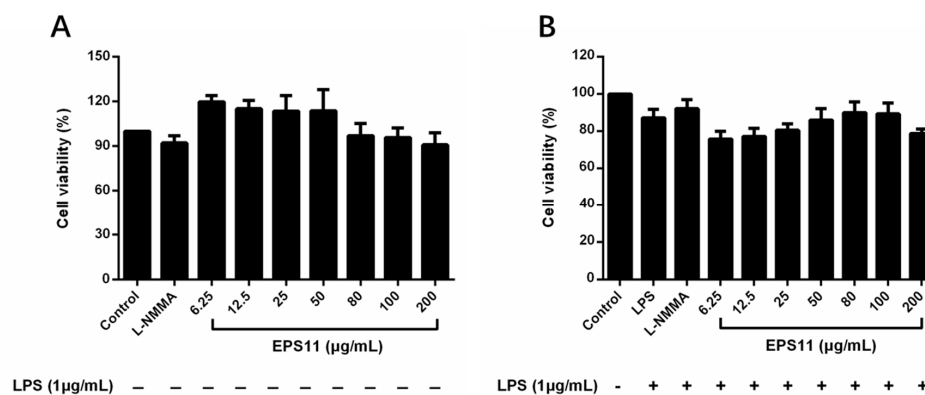 A
Cell viability (%)
150
120
90
60
30
0
Control
L-NMMA
6.25
12.5
25
50
80
100
200
EPS11 (µg/mL)
LPS (1µg/mL) – – – – – – – – –
B
Cell viability (%)
120
100
80
60
40
20
0
Control
LPS
L-NMMA
6.25
12.5
25
50
80
100
200
EPS11 (µg/mL)
LPS (1µg/mL) - + + + + + + + + +